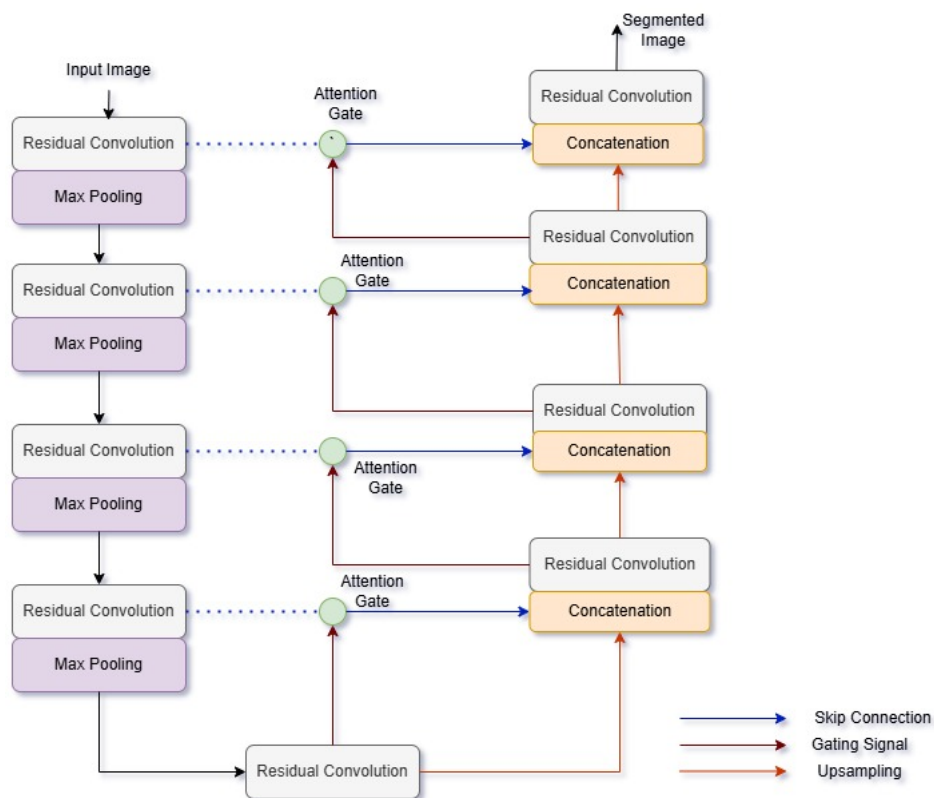 Segmented
Image
Input Image
Residual Convolution
Attention
Gate
Residual Convolution
Concatenation
Max Pooling
Residual Convolution
Attention
Gate
Residual Convolution
Concatenation
Max Pooling
Residual Convolution
Residual Convolution
Concatenation
Attention
Gate
Max Pooling
Residual Convolution
Attention
Gate
Residual Convolution
Concatenation
Max Pooling
Residual Convolution
Skip Connection
Gating Signal
Upsampling